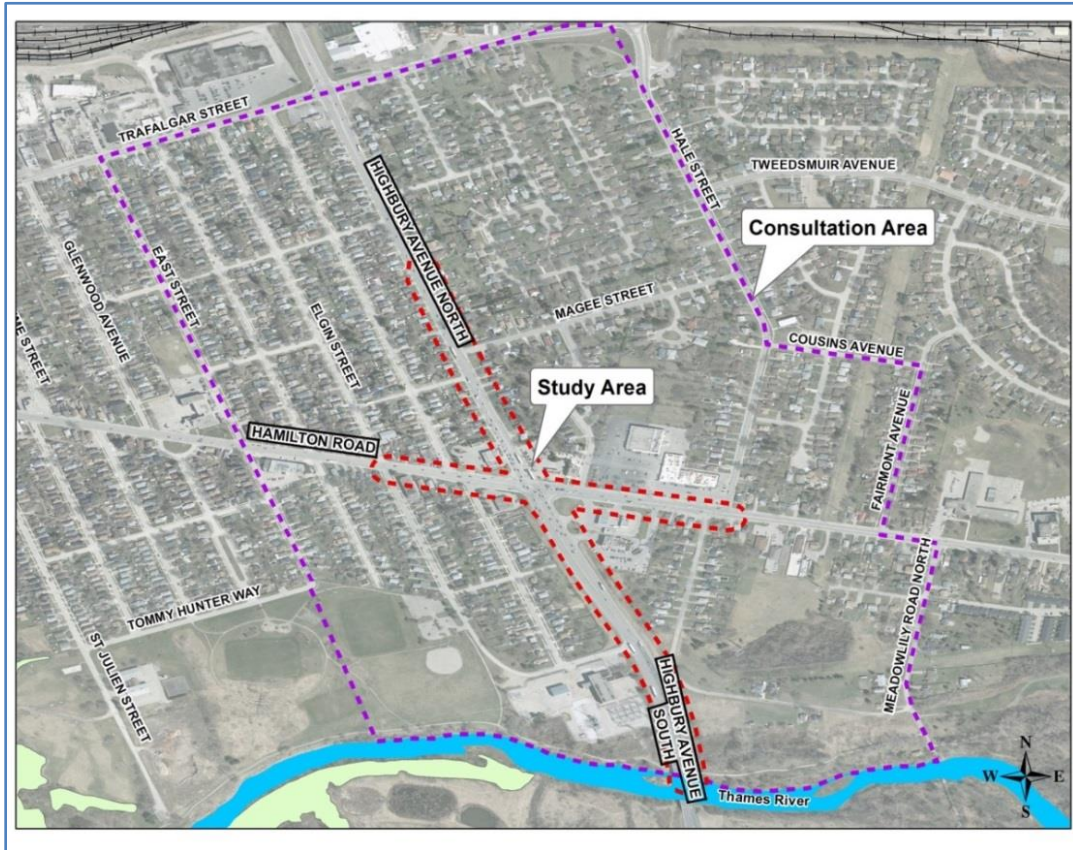 TRAFALGAR STREET
HIGHBURY AVENUE NORTH
HALE STREET
TWEEDSMUIR AVENUE
Consultation Area
GLENWOOD AVENUE
EAST STREET
ELGIN STREET
MAGEE STREET
COUSINS AVENUE
ME STREET
Study Area
HAMILTON ROAD
FAIRMONT AVENUE
TOMMY HUNTER WAY
ST JULIEN STREET
MEADOWLILY ROAD NORTH
HIGHBURY AVENUE
SOUTH
Thames River
N
W
E
S